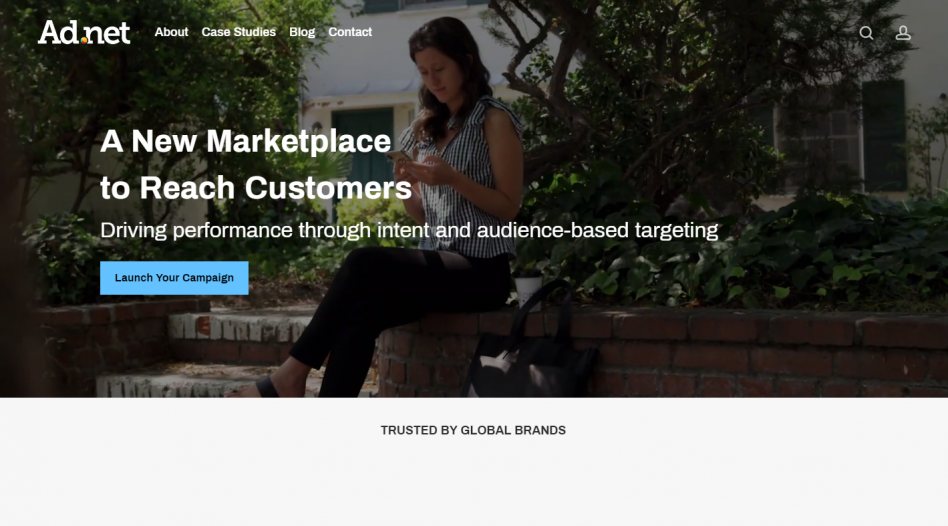 Ad.net
About Case Studies Blog Contact
A New Marketplace
to Reach Customers
Driving performance through intent and audience-based targeting
Launch Your Campaign
TRUSTED BY GLOBAL BRANDS